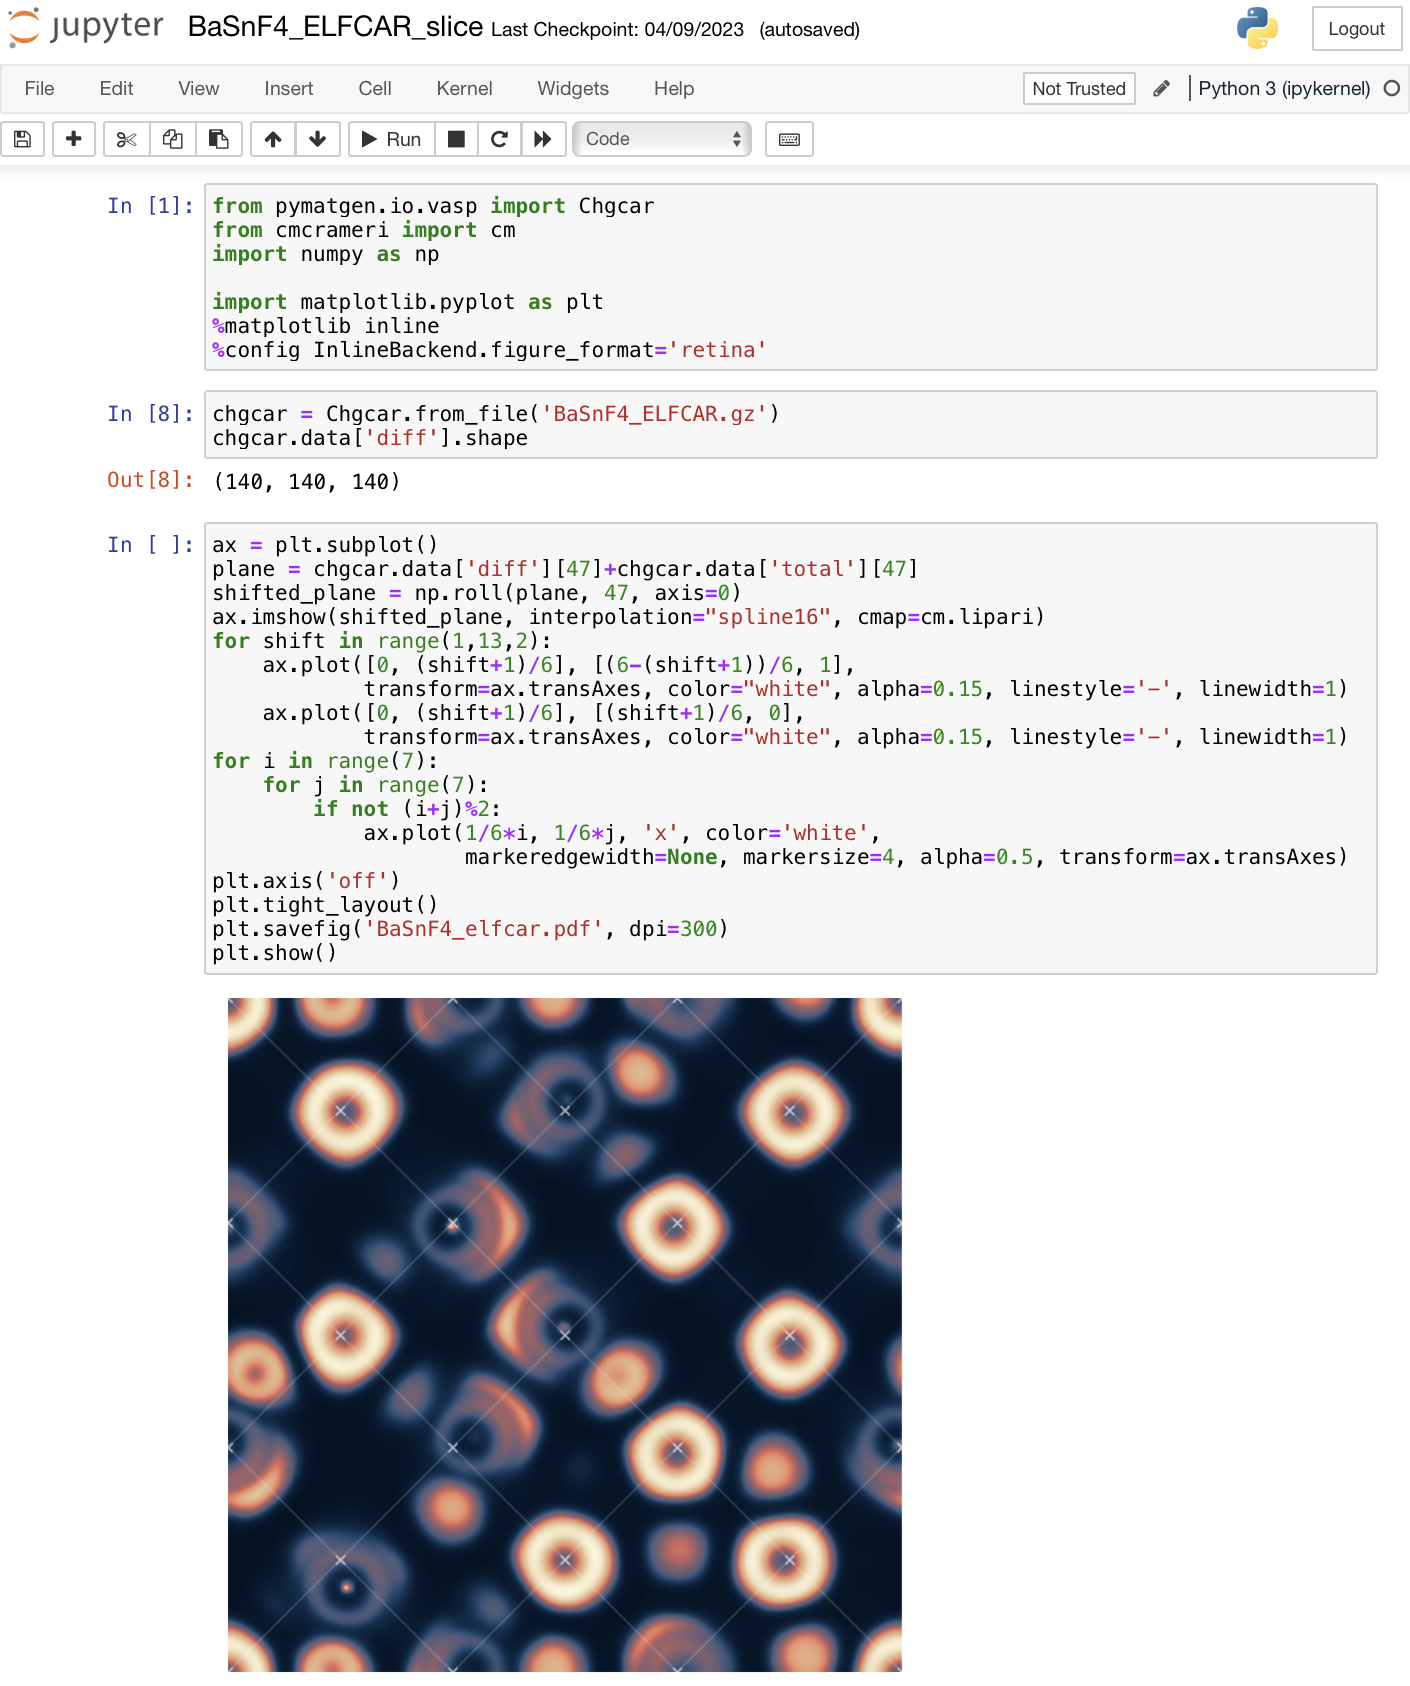 jupyter BaSnF4_ELFCAR_slice Last Checkpoint: 04/09/2023 (autosaved) Logout
File Edit View Insert Cell Kernel Widgets Help Not Trusted Python 3 (ipykernel)
Run Code
In [1]: from pymatgen.io.vasp import Chgcar
from cmcrameri import cm
import numpy as np
import matplotlib.pyplot as plt
%matplotlib inline
%config InlineBackend.figure_format='retina'
In [8]: chgcar = Chgcar.from_file('BaSnF4_ELFCAR.gz')
chgcar.data['diff'].shape
Out[8]: (140, 140, 140)
In [ ]: ax = plt.subplot()
plane = chgcar.data['diff'][47]+chgcar.data['total'][47]
shifted_plane = np.roll(plane, 47, axis=0)
ax.imshow(shifted_plane, interpolation="spline16", cmap=cm.lipari)
for shift in range(1,13,2):
    ax.plot([0, (shift+1)/6], [(6-(shift+1))/6, 1],
            transform=ax.transAxes, color="white", alpha=0.15, linestyle='-', linewidth=1)
    ax.plot([0, (shift+1)/6], [(shift+1)/6, 0],
            transform=ax.transAxes, color="white", alpha=0.15, linestyle='-', linewidth=1)
for i in range(7):
    for j in range(7):
        if not (i+j)%2:
            ax.plot(1/6*i, 1/6*j, 'x', color='white',
                    markeredgewidth=None, markersize=4, alpha=0.5, transform=ax.transAxes)
plt.axis('off')
plt.tight_layout()
plt.savefig('BaSnF4_elfcar.pdf', dpi=300)
plt.show()